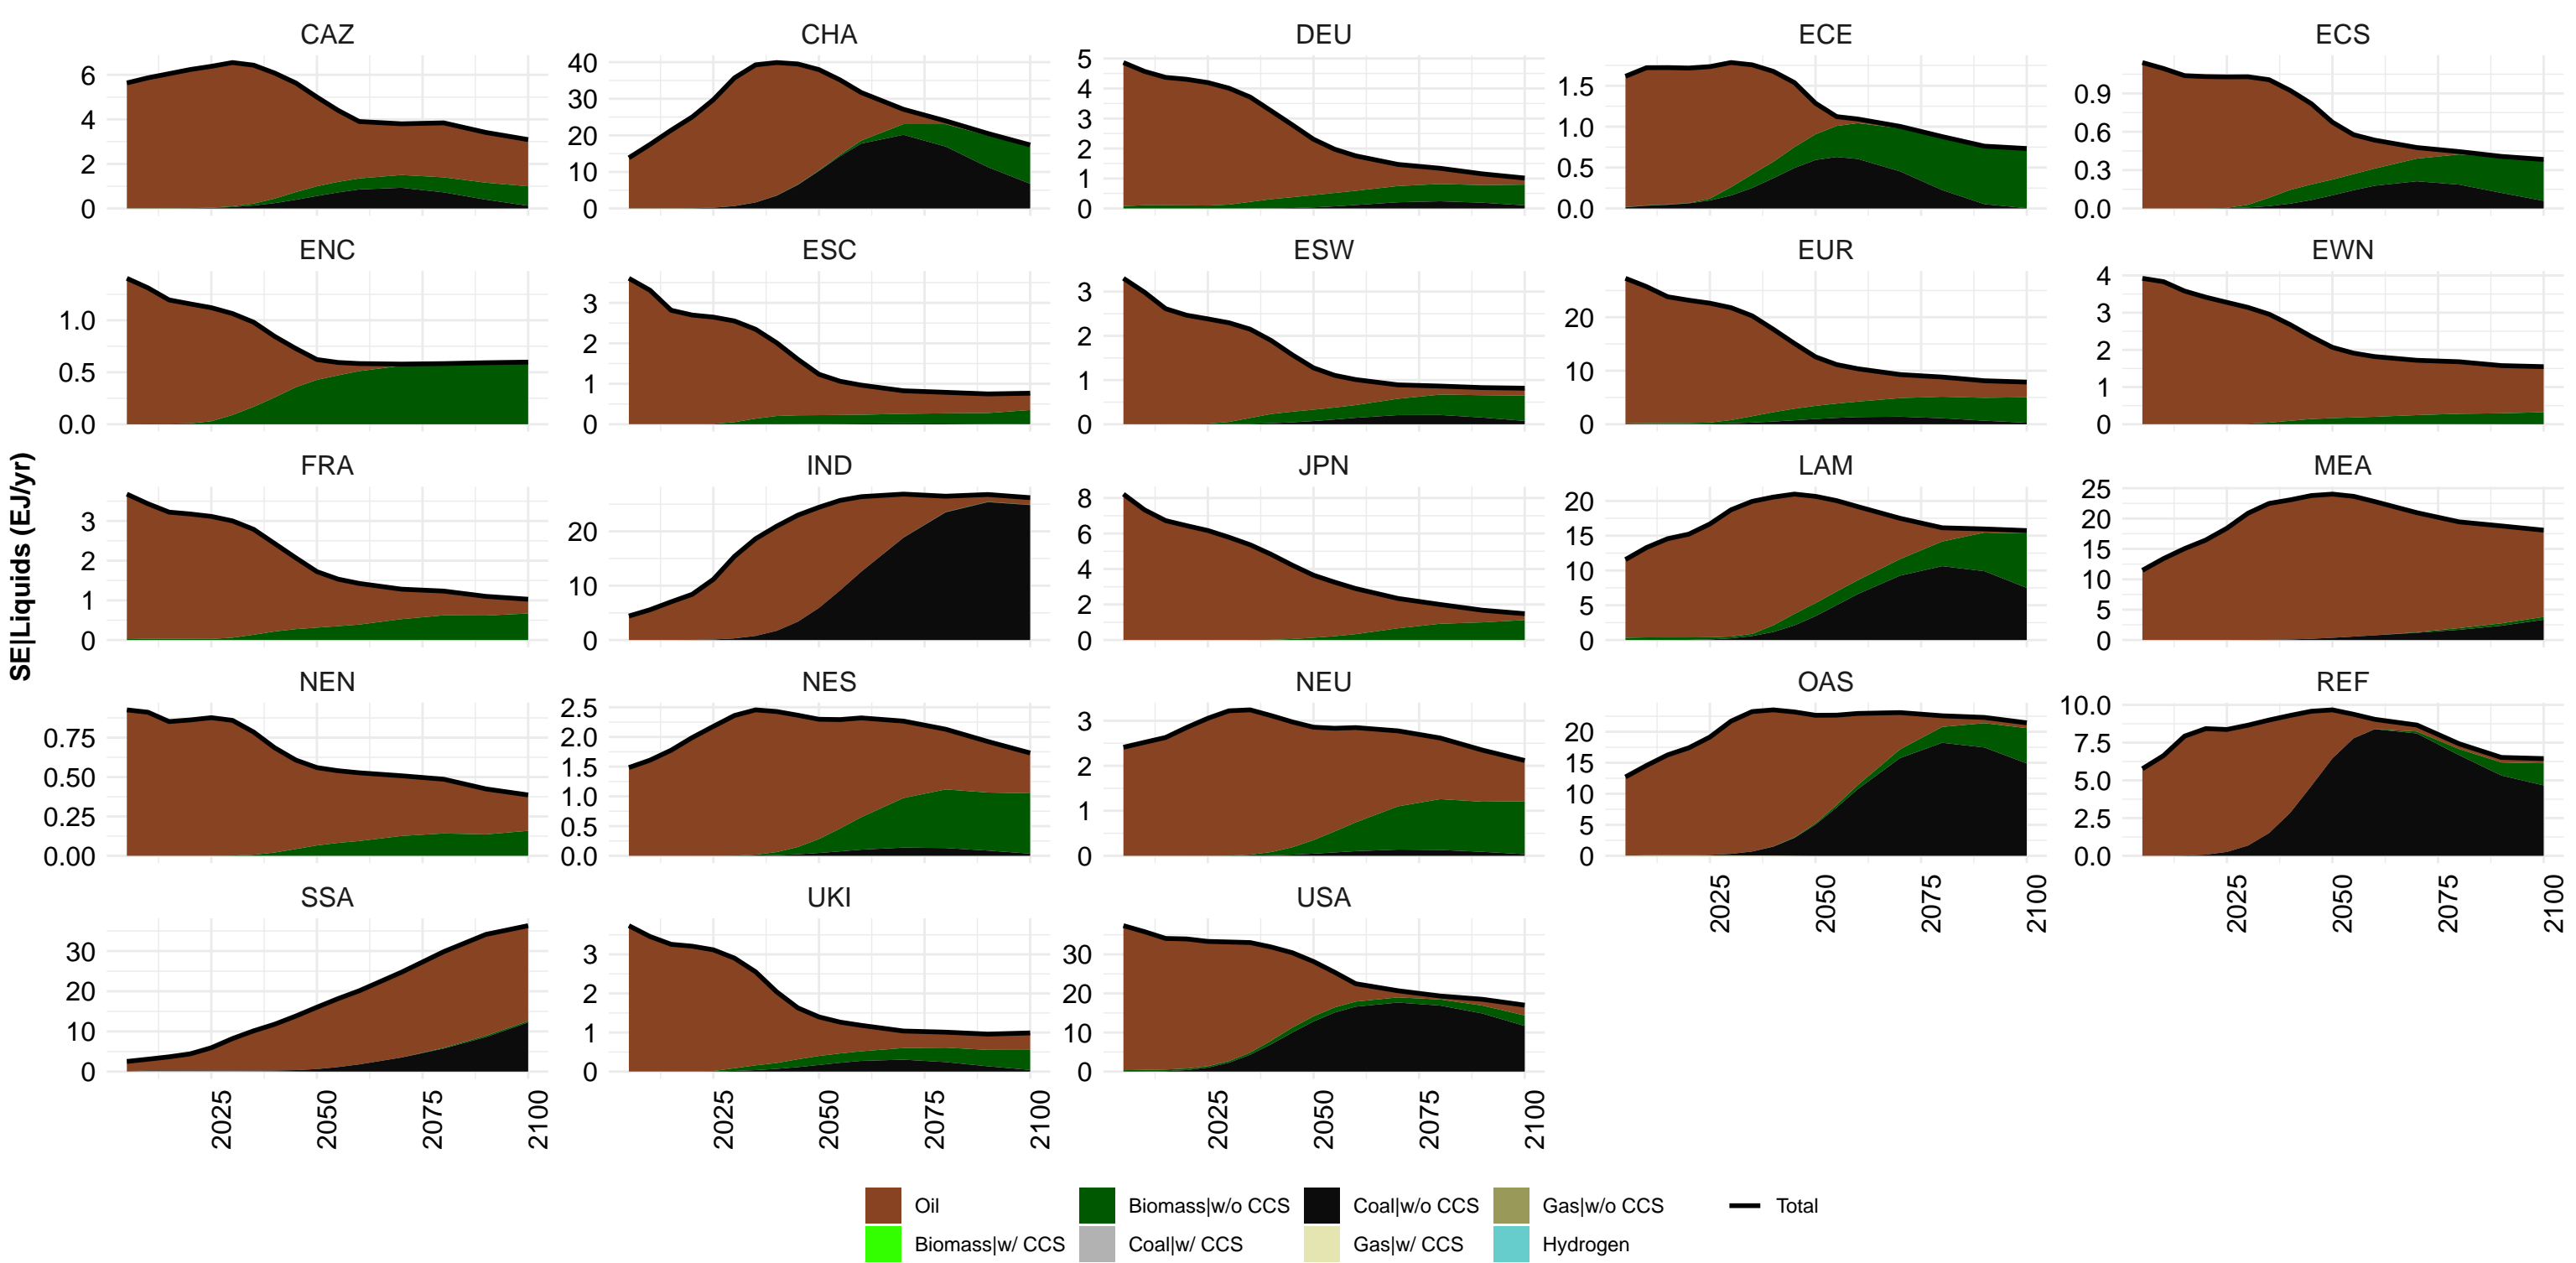 CAZ CHA DEU ECE ECS
6 4 2 0
40 30 20 10 0
5 4 3 2 1 0
1.5 1.0 0.5 0.0
0.9 0.6 0.3 0.0
ENC ESC ESW EUR EWN
1.0 0.5 0.0
3 2 1 0
3 2 1 0
20 10 0
4 3 2 1 0
SE|Liquids (EJ/yr)
FRA IND JPN LAM MEA
3 2 1 0
20 10 0
8 6 4 2 0
20 15 10 5 0
25 20 15 10 5 0
NEN NES NEU OAS REF
0.75 0.50 0.25 0.00
2.5 2.0 1.5 1.0 0.5 0.0
3 2 1 0
20 15 10 5 0
10.0 7.5 5.0 2.5 0.0
2025 2050 2075 2100
2025 2050 2075 2100
SSA UKI USA
30 20 10 0
3 2 1 0
30 20 10 0
2025 2050 2075 2100
2025 2050 2075 2100
2025 2050 2075 2100
Oil Biomass|w/o CCS Coal|w/o CCS Gas|w/o CCS Total
Biomass|w/ CCS Coal|w/ CCS Gas|w/ CCS Hydrogen